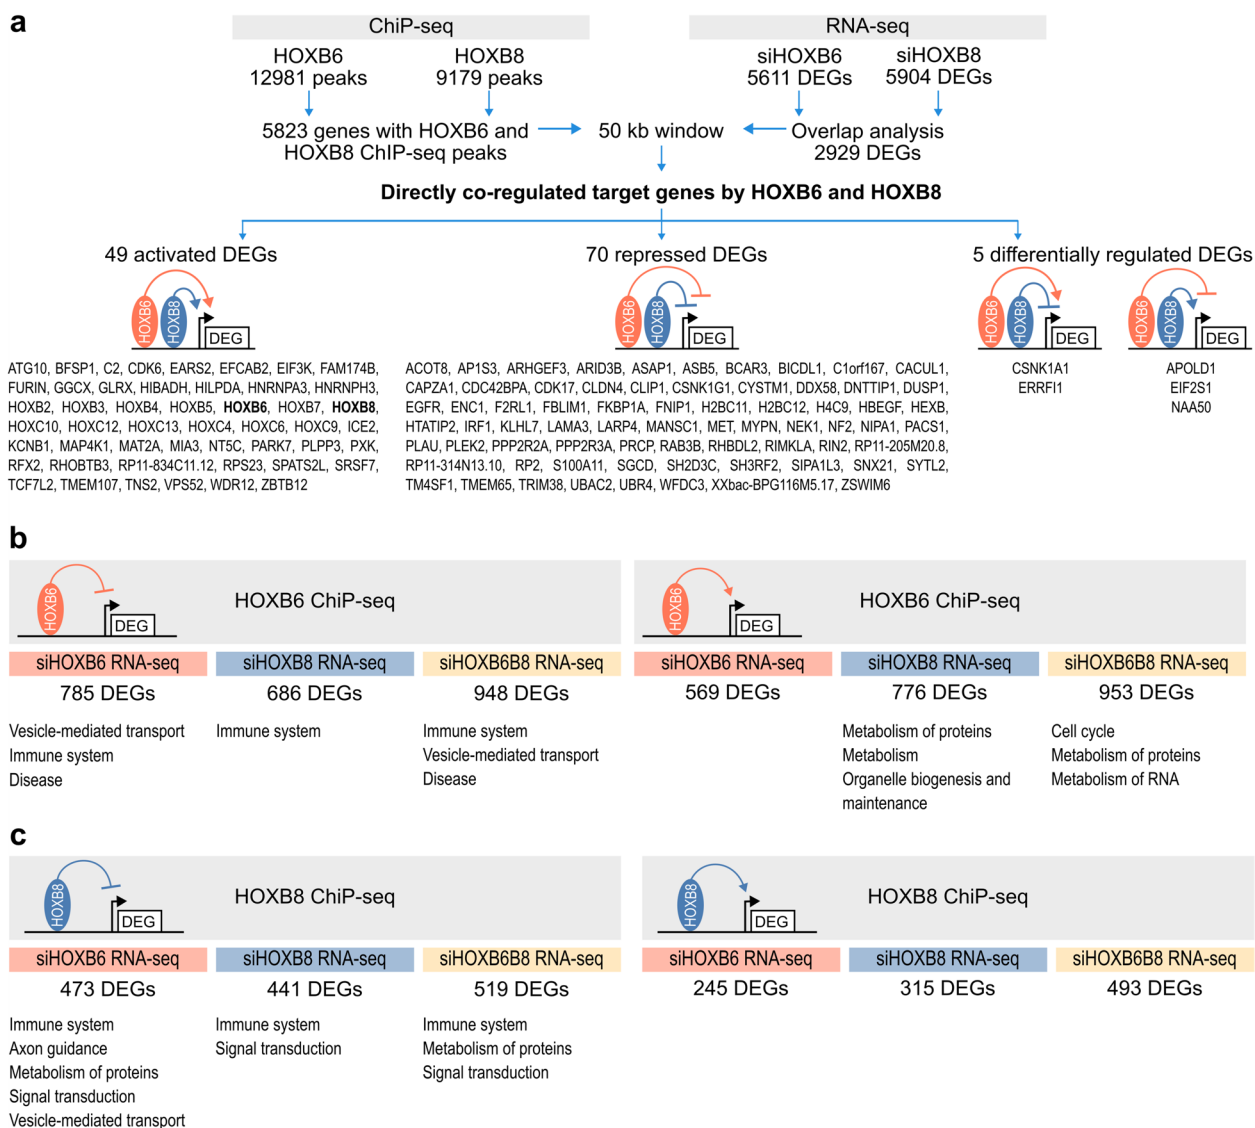 a
ChiP-seq
RNA-seq
HOXB6
12981 peaks
HOXB8
9179 peaks
siHOXB6
5611 DEGs
siHOXB8
5904 DEGs
5823 genes with HOXB6 and
HOXB8 ChIP-seq peaks
50 kb window
Overlap analysis
2929 DEGs
Directly co-regulated target genes by HOXB6 and HOXB8
49 activated DEGs
HOXB6
HOXB8
DEG
ATG10, BFSP1, C2, CDK6, EARS2, EFCAB2, EIF3K, FAM174B,
FURIN, GGCX, GLRX, HIBADH, HILPDA, HNRNPA3, HNRNPH3,
HOXB2, HOXB3, HOXB4, HOXB5, HOXB6, HOXB7, HOXB8,
HOXC10, HOXC12, HOXC13, HOXC4, HOXC6, HOXC9, ICE2,
KCNB1, MAP4K1, MAT2A, MIA3, NT5C, PARK7, PLPP3, PXK,
RFX2, RHOBTB3, RP11-834C11.12, RPS23, SPATS2L, SRSF7,
TCF7L2, TMEM107, TNS2, VPS52, WDR12, ZBTB12
70 repressed DEGs
HOXB6
HOXB8
DEG
ACOT8, AP1S3, ARHGEF3, ARID3B, ASAP1, ASB5, BCAR3, BICDL1, C1orf167, CACUL1,
CAPZA1, CDC42BPA, CDK17, CLDN4, CLIP1, CSNK1G1, CYSTM1, DDX58, DNTTIP1, DUSP1,
EGFR, ENC1, F2RL1, FBLIM1, FKBP1A, FNIP1, H2BC11, H2BC12, H4C9, HBEGF, HEXB,
HTATIP2, IRF1, KLHL7, LAMA3, LARP4, MANSC1, MET, MYPN, NEK1, NF2, NIPA1, PACS1,
PLAU, PLEK2, PPP2R2A, PPP2R3A, PRCP, RAB3B, RHBDL2, RIMKLA, RIN2, RP11-205M20.8,
RP11-314N13.10, RP2, S100A11, SGCD, SH2D3C, SH3RF2, SIPA1L3, SNX21, SYTL2,
TM4SF1, TMEM65, TRIM38, UBAC2, UBR4, WFDC3, XXbac-BPG116M5.17, ZSWIM6
5 differentially regulated DEGs
HOXB6
HOXB8
DEG
CSNK1A1
ERRFI1
HOXB6
HOXB8
DEG
APOLD1
EIF2S1
NAA50
b
HOXB6
DEG
HOXB6 ChiP-seq
siHOXB6 RNA-seq
785 DEGs
Vesicle-mediated transport
Immune system
Disease
siHOXB8 RNA-seq
686 DEGs
Immune system
siHOXB6B8 RNA-seq
948 DEGs
Immune system
Vesicle-mediated transport
Disease
HOXB6
DEG
HOXB6 ChiP-seq
siHOXB6 RNA-seq
569 DEGs
siHOXB8 RNA-seq
776 DEGs
Metabolism of proteins
Metabolism
Organelle biogenesis and
maintenance
siHOXB6B8 RNA-seq
953 DEGs
Cell cycle
Metabolism of proteins
Metabolism of RNA
c
HOXB8
DEG
HOXB8 ChiP-seq
siHOXB6 RNA-seq
473 DEGs
Immune system
Axon guidance
Metabolism of proteins
Signal transduction
Vesicle-mediated transport
siHOXB8 RNA-seq
441 DEGs
Immune system
Signal transduction
siHOXB6B8 RNA-seq
519 DEGs
Immune system
Metabolism of proteins
Signal transduction
HOXB8
DEG
HOXB8 ChiP-seq
siHOXB6 RNA-seq
245 DEGs
siHOXB8 RNA-seq
315 DEGs
siHOXB6B8 RNA-seq
493 DEGs